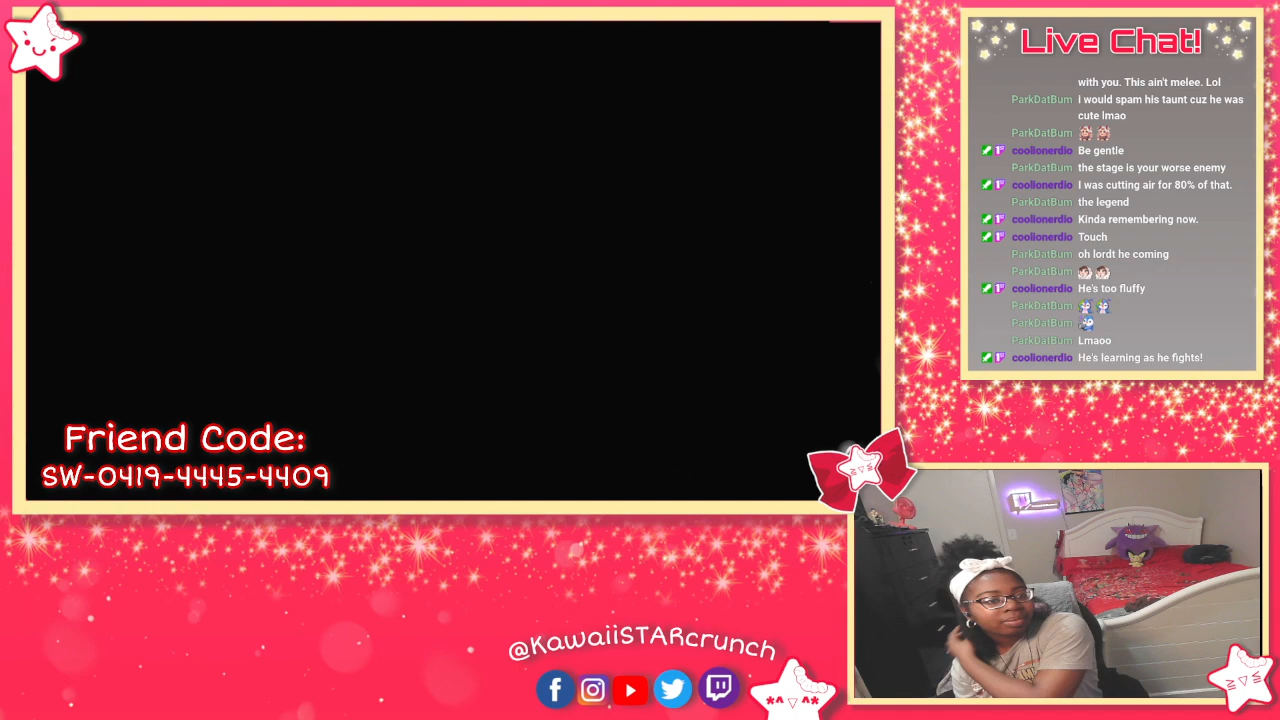 Live Chat!
with you. This ain't melee. Lol
ParkDatBum i would spam his taunt cuz he was
cute lmao
ParkDatBum
coolionerdio Be gentle
ParkDatBum the stage is your worse enemy
coolionerdio I was cutting air for 80% of that.
ParkDatBum the legend
coolionerdio Kinda remembering now.
coolionerdio Touch
ParkDatBum oh lordt he coming
ParkDatBum
coolionerdio He's too fluffy
ParkDatBum
ParkDatBum
ParkDatBum Lmaoo
coolionerdio He's learning as he fights!
Friend Code:
SW-0419-4445-4409
@KawaiiSTARcrunch